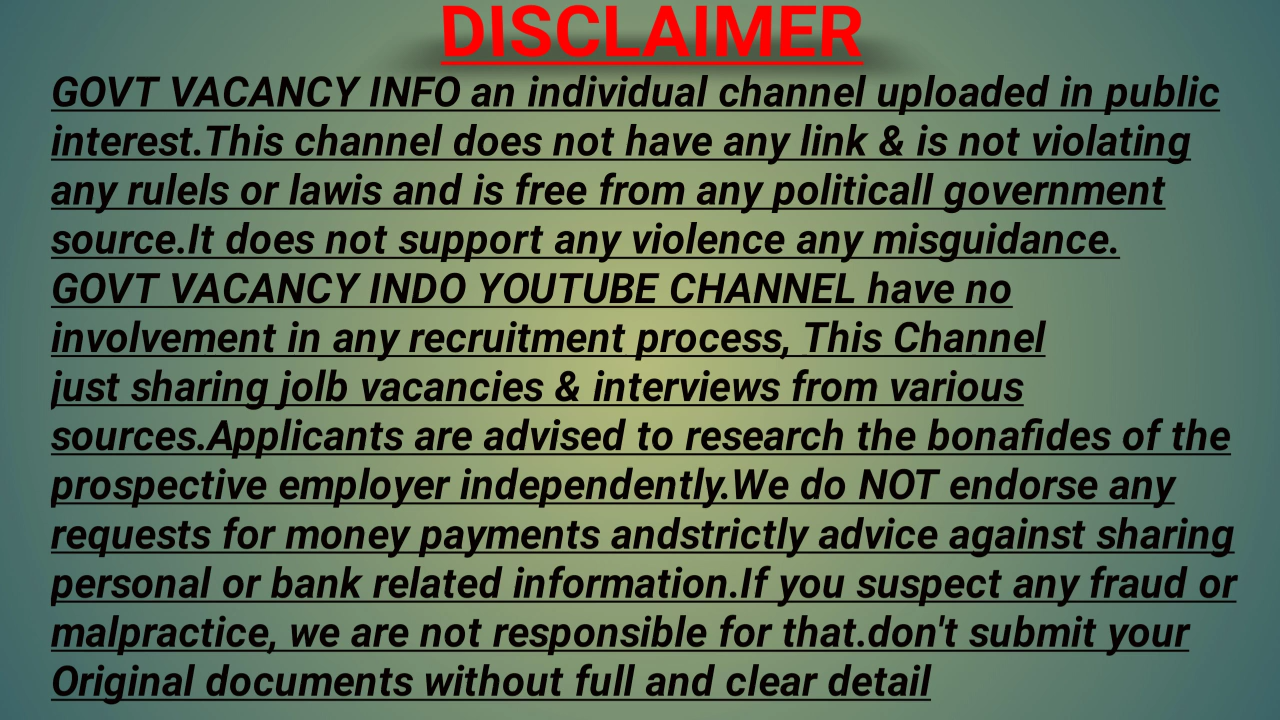 DISCLAIMER
GOVT VACANCY INFO an individual channel uploaded in public
interest.This channel does not have any link & is not violating
any rulels or lawis and is free from any politicall government
source.It does not support any violence any misguidance.
GOVT VACANCY INDO YOUTUBE CHANNEL have no
involvement in any recruitment process, This Channel
just sharing jolb vacancies & interviews from various
sources.Applicants are advised to research the bonafides of the
prospective employer independently.We do NOT endorse any
requests for money payments andstrictly advice against sharing
personal or bank related information.If you suspect any fraud or
malpractice, we are not responsible for that.don't submit your
Original documents without full and clear detail